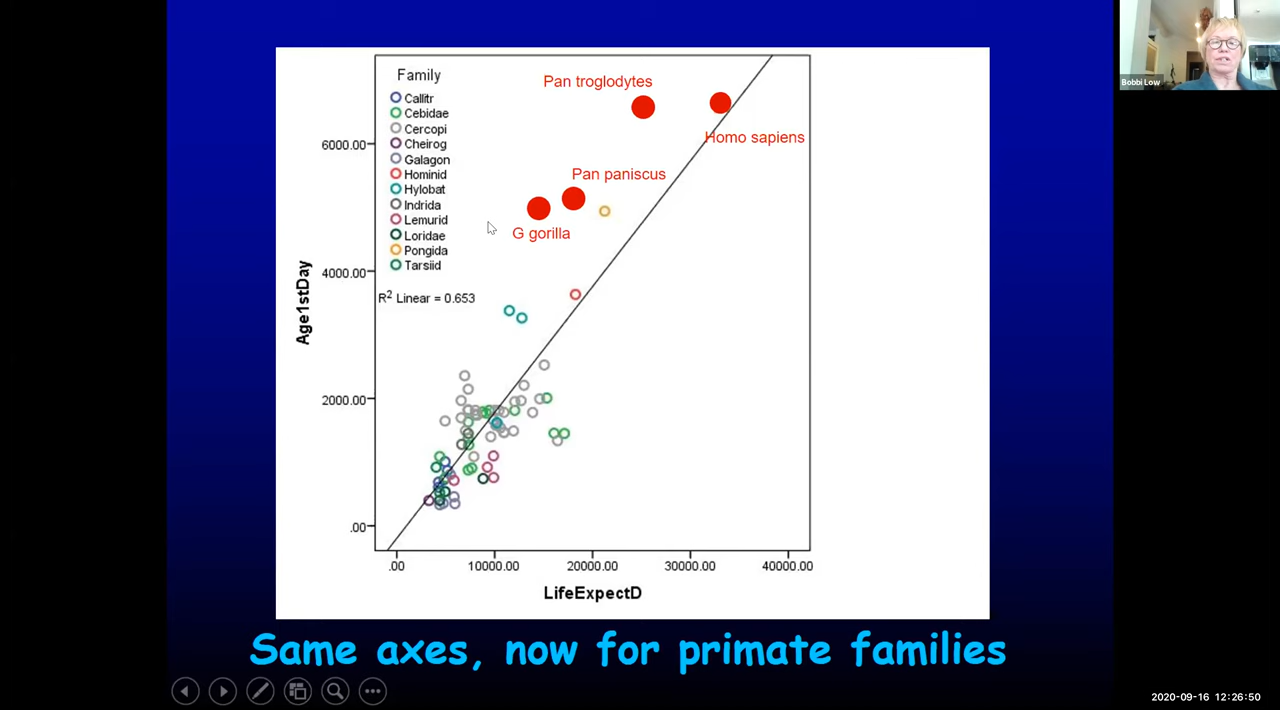 Family
Callitr
Cebidae
Cercopi
Cheirog
Galagon
Hominid
Hylobat
Indrida
Lemurid
Loridae
Pongida
Tarsiid
R2 Linear = 0.653
Pan troglodytes
Homo sapiens
Pan paniscus
G gorilla
Age1stDay
6000.00
4000.00
2000.00
.00
.00 10000.00 20000.00 30000.00 40000.00
LifeExpectD
Same axes, now for primate families
Bobbi Low
2020-09-16 12:26:50